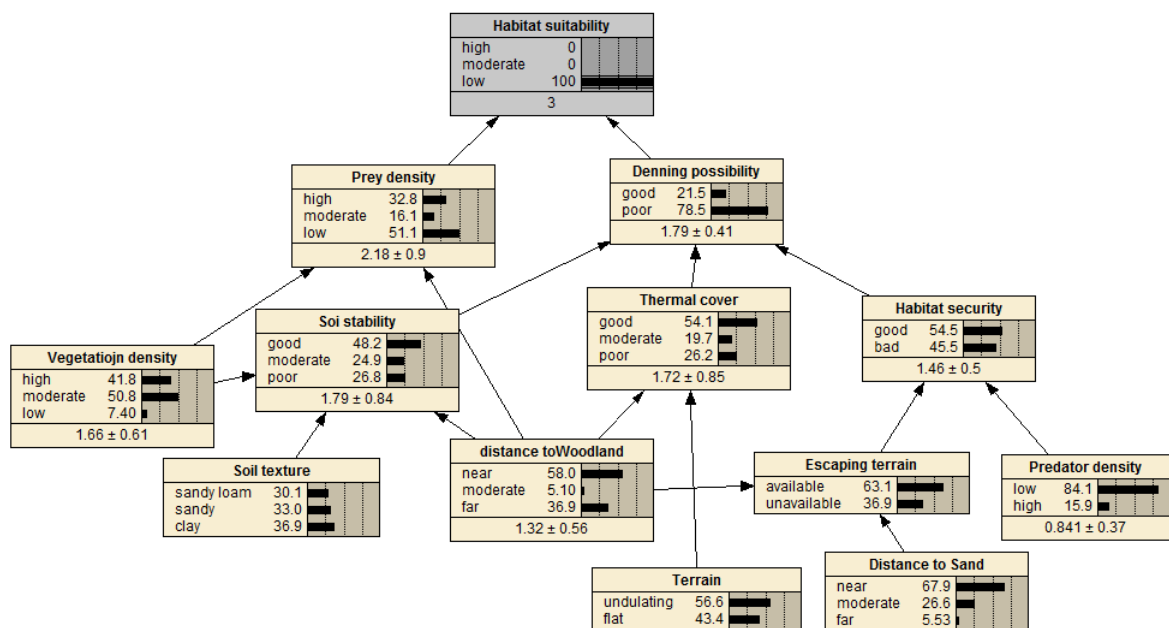 Habitat suitability
high 0
moderate 0
low 100
3
Prey density
high 32.8
moderate 16.1
low 51.1
2.18 ± 0.9
Denning possibility
good 21.5
poor 78.5
1.79 ± 0.41
Soi stability
good 48.2
moderate 24.9
poor 26.8
1.79 ± 0.84
Thermal cover
good 54.1
moderate 19.7
poor 26.2
1.72 ± 0.85
Habitat security
good 54.5
bad 45.5
1.46 ± 0.5
Vegetatiojn density
high 41.8
moderate 50.8
low 7.40
1.66 ± 0.61
Soil texture
sandy loam 30.1
sandy 33.0
clay 36.9
distance toWoodland
near 58.0
moderate 5.10
far 36.9
1.32 ± 0.56
Escaping terrain
available 63.1
unavailable 36.9
Predator density
low 84.1
high 15.9
0.841 ± 0.37
Terrain
undulating 56.6
flat 43.4
Distance to Sand
near 67.9
moderate 26.6
far 5.53